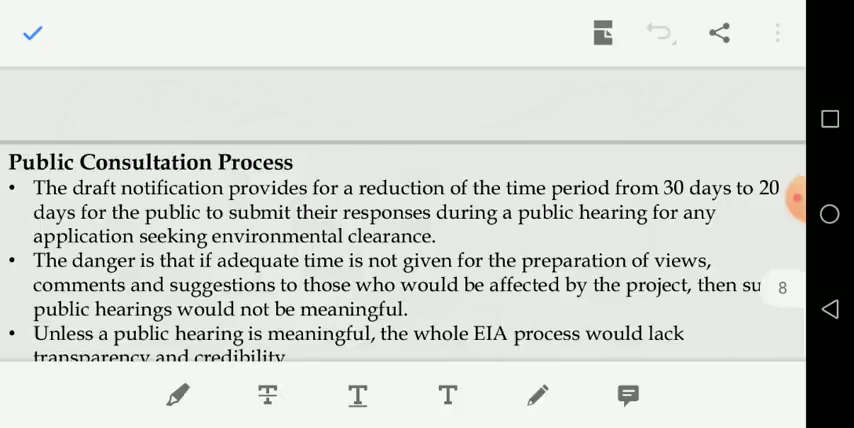 Public Consultation Process
• The draft notification provides for a reduction of the time period from 30 days to 20
days for the public to submit their responses during a public hearing for any
application seeking environmental clearance.
• The danger is that if adequate time is not given for the preparation of views,
comments and suggestions to those who would be affected by the project, then su
8
public hearings would not be meaningful.
• Unless a public hearing is meaningful, the whole EIA process would lack
transparency and credibility
T
T
T